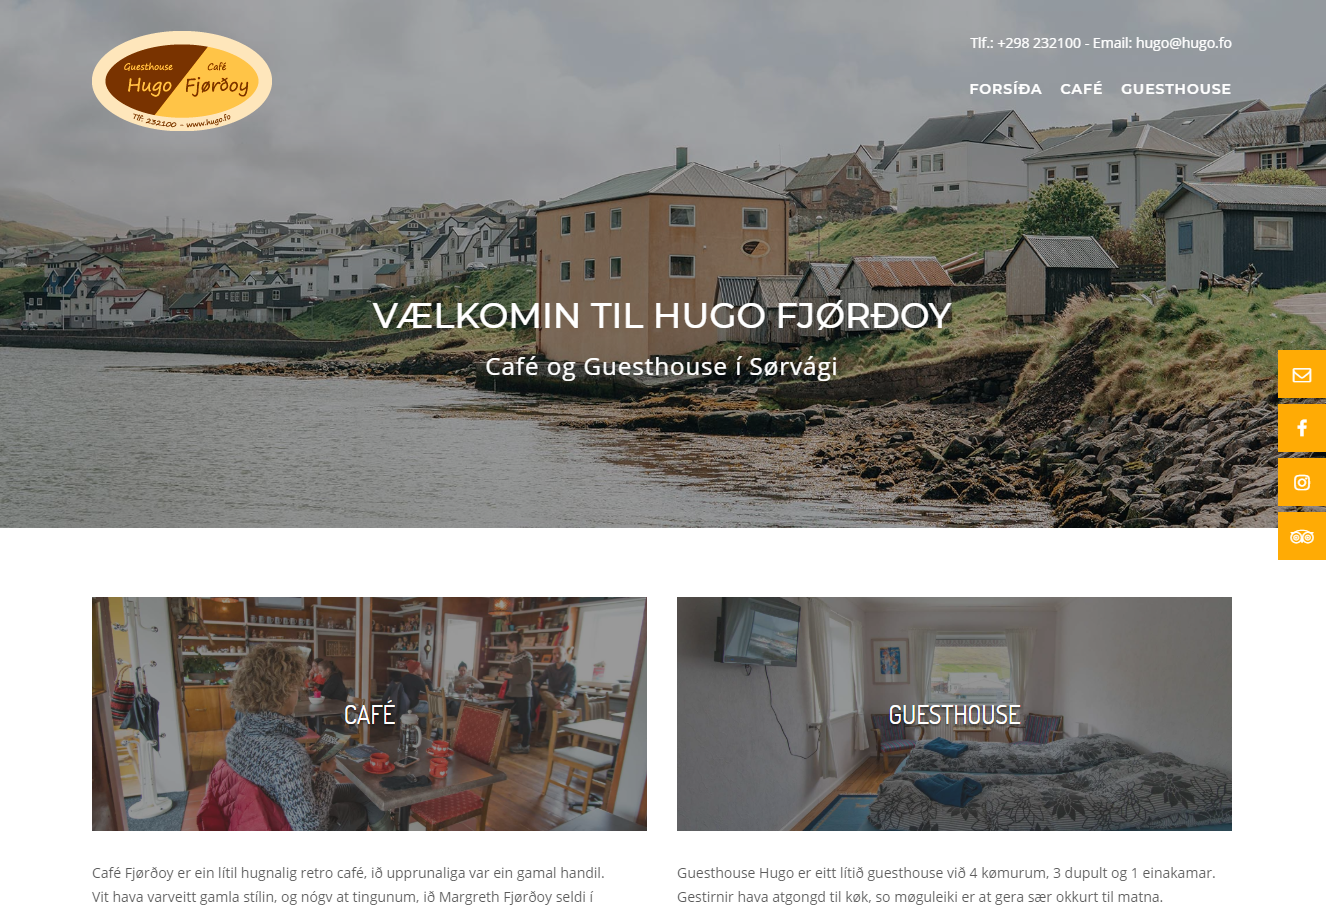 Guesthouse Café
Hugo Fjørðoy
Tlf: 232100 - www.hugo.fo
Tlf.: +298 232100 - Email: hugo@hugo.fo
FORSÍÐA CAFÉ GUESTHOUSE
VÆLKOMIN TIL HUGO FJØRÐOY
Café og Guesthouse í Sørvági
CAFÉ
GUESTHOUSE
Café Fjørðoy er ein lítil hugnalig retro café, ið upprunaliga var ein gamal handil.
Vit hava varveitt gamla stílin, og nógv at tingunum, ið Margreth Fjørðoy seldi í
Guesthouse Hugo er eitt lítið guesthouse við 4 kømurum, 3 dupult og 1 einakamar.
Gestirnir hava atgongd til køk, so møguleiki er at gera sær okkurt til matna.